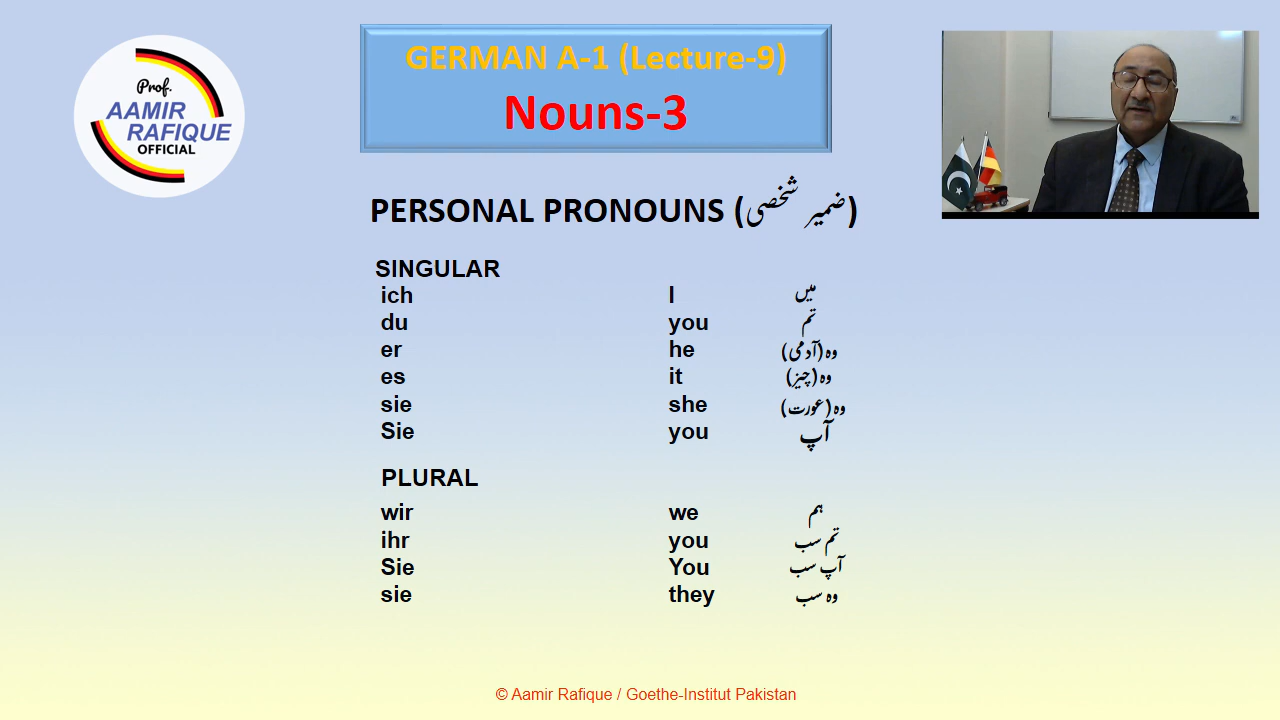 Prof.
AAMIR
RAFIQUE
OFFICIAL
GERMAN A-1 (Lecture-9)
Nouns-3
PERSONAL PRONOUNS (ضمیر شخصی)
SINGULAR
ich I میں
du you تم
er he وہ (آدمی)
es it وہ (چیز)
sie she وہ (عورت)
Sie you آپ
PLURAL
wir we ہم
ihr you تم سب
Sie You آپ سب
sie they وہ سب
© Aamir Rafique / Goethe-Institut Pakistan